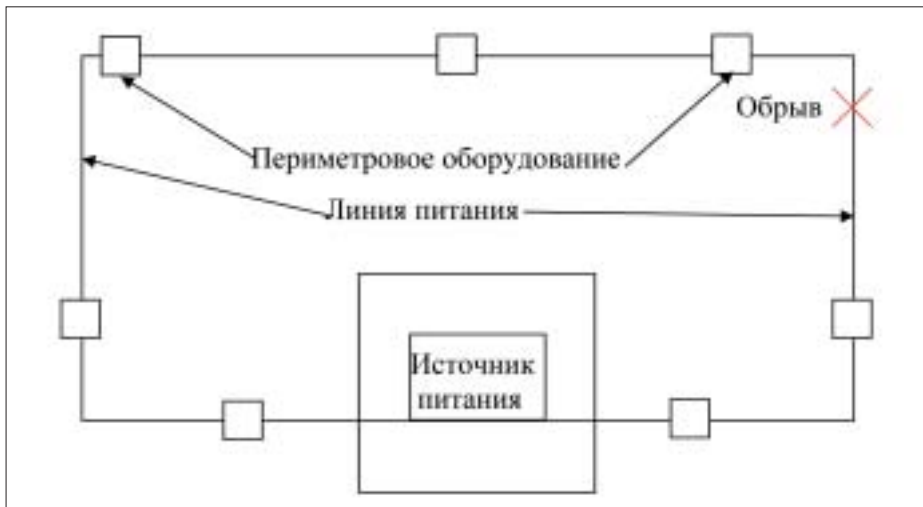 Обрыв
Периметровое оборудование
Линия питания
Источник
питания